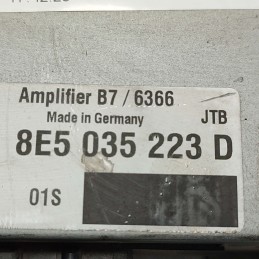 Amplifier B7 / 6366
Made in Germany JTB
8E5 035 223 D
01S